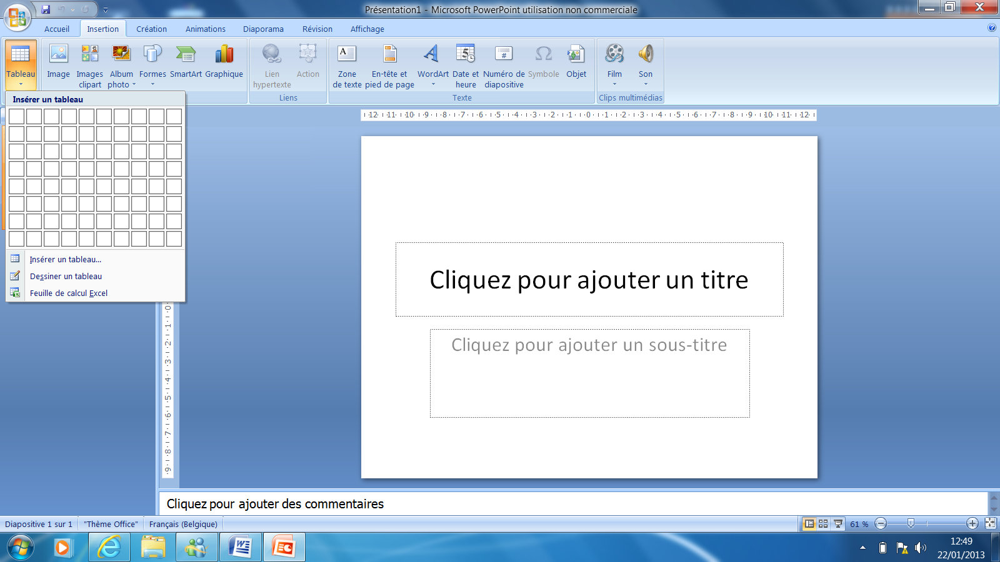 Présentation1 - Microsoft PowerPoint utilisation non commerciale
Accueil Insertion Création Animations Diaporama Révision Affichage
Tableau Image Images clipart Album photo Formes SmartArt Graphique Lien hypertexte Action Zone de texte En-tête et pied de page WordArt Date et heure Numéro de diapositive Symbole Objet Film Son
Liens Texte Clips multimédias
Insérer un tableau
12 11 10 9 8 7 6 5 4 3 2 1 0 1 2 3 4 5 6 7 8 9 10 11 12
Insérer un tableau...
Dessiner un tableau
Feuille de calcul Excel
0 1 2 3 4 5 6 7 8 9
Cliquez pour ajouter un titre
Cliquez pour ajouter un sous-titre
Cliquez pour ajouter des commentaires
Diapositive 1 sur 1 "Thème Office" Français (Belgique) 61 %
12:49
22/01/2013